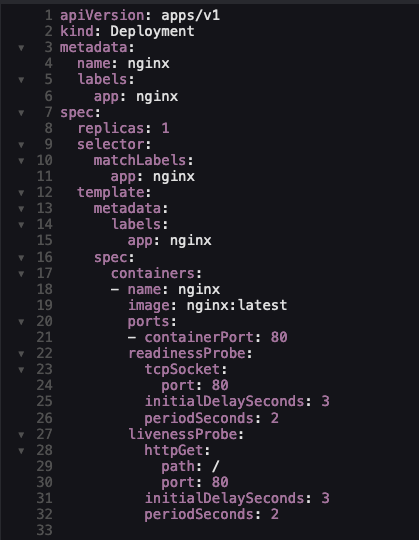 1 apiVersion: apps/v1
2 kind: Deployment
3 metadata:
4   name: nginx
5   labels:
6     app: nginx
7 spec:
8   replicas: 1
9   selector:
10     matchLabels:
11       app: nginx
12   template:
13     metadata:
14       labels:
15         app: nginx
16     spec:
17       containers:
18       - name: nginx
19         image: nginx:latest
20         ports:
21         - containerPort: 80
22         readinessProbe:
23           tcpSocket:
24             port: 80
25           initialDelaySeconds: 3
26           periodSeconds: 2
27         livenessProbe:
28           httpGet:
29             path: /
30             port: 80
31           initialDelaySeconds: 3
32           periodSeconds: 2
33